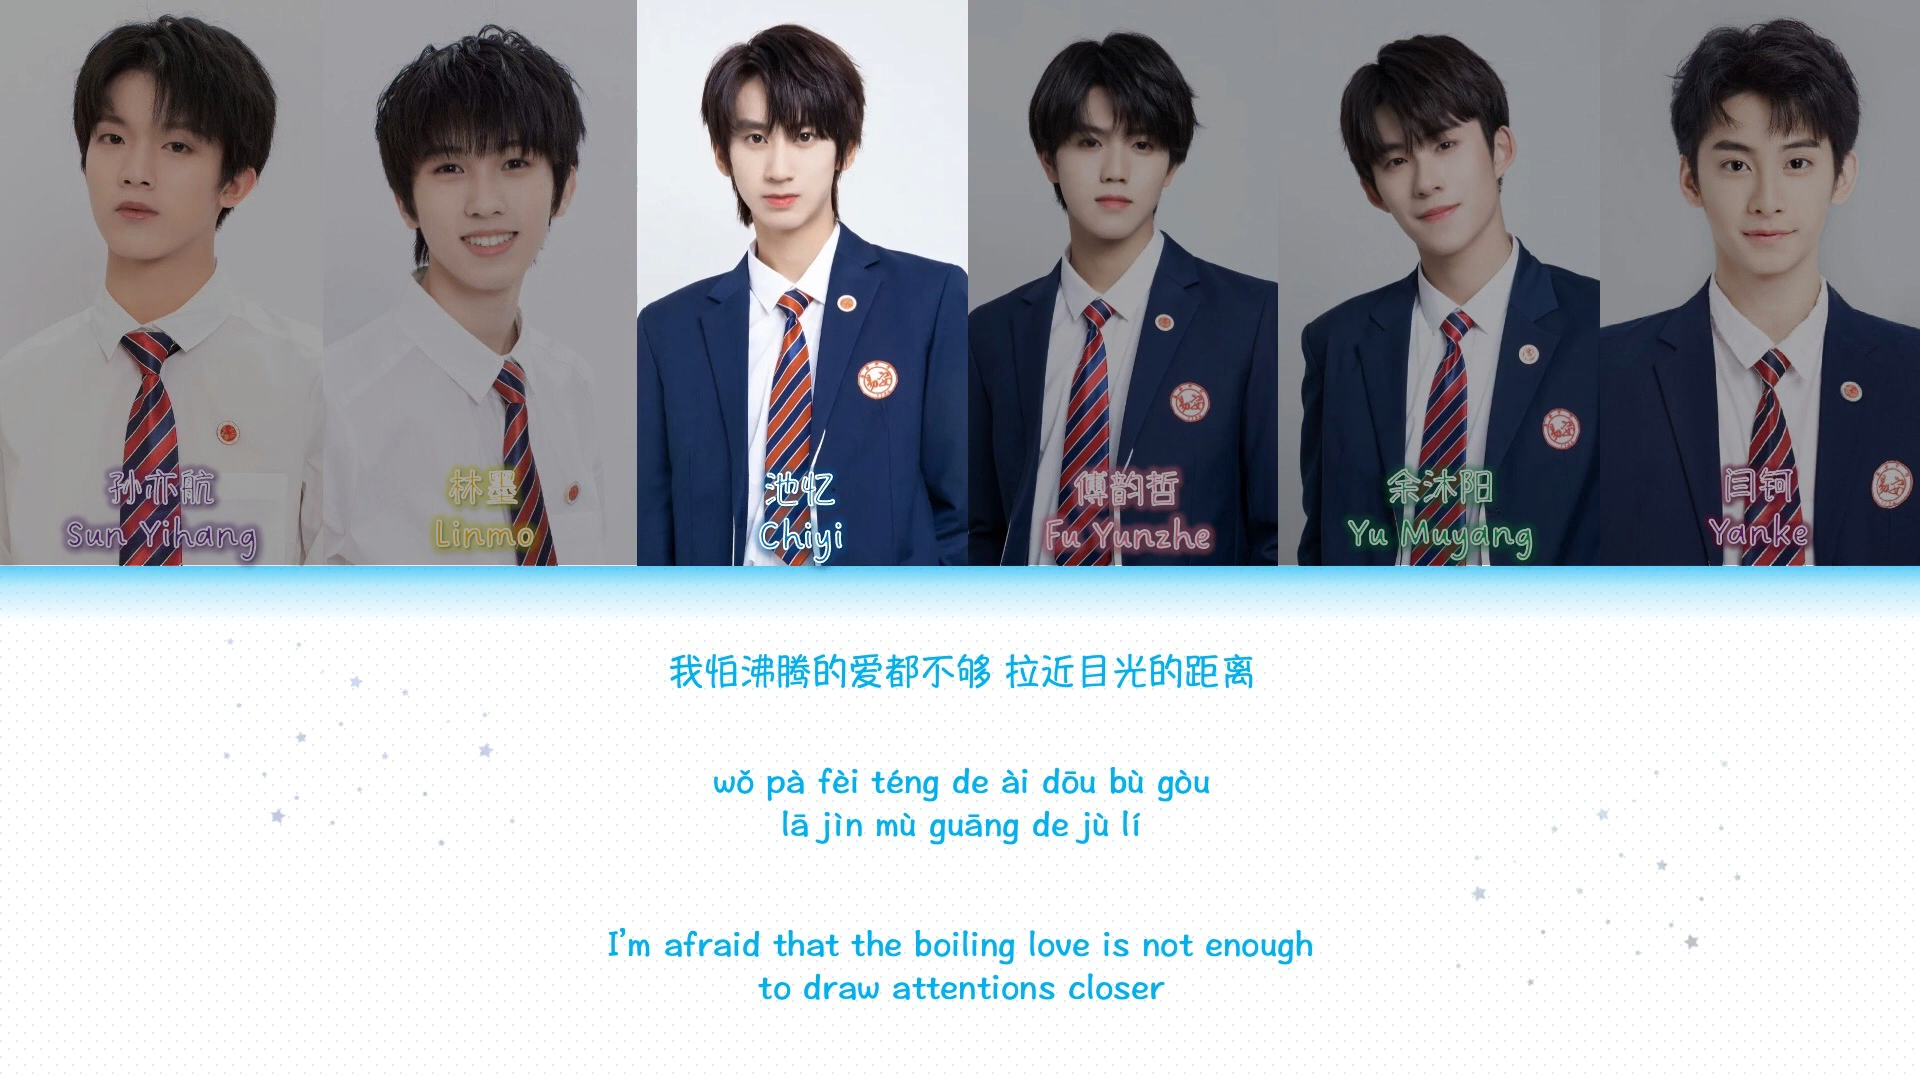 孙亦航
Sun Yihang
林墨
Linmo
池忆
Chiyi
傅韵哲
Fu Yunzhe
余沐阳
Yu Muyang
闫钶
Yanke
我怕沸腾的爱都不够 拉近目光的距离
wǒ pà fèi téng de ài dōu bù gòu
lā jìn mù guāng de jù lí
I'm afraid that the boiling love is not enough
to draw attentions closer